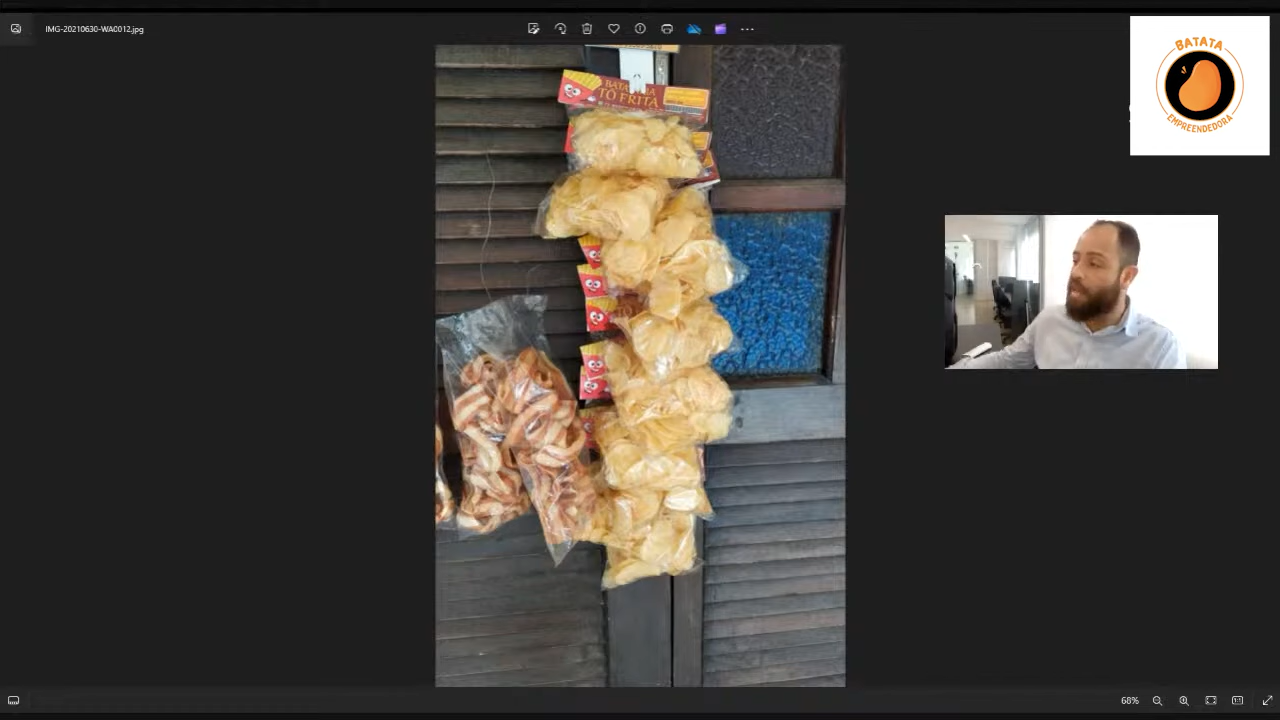 IMG-20210630-WA0012.jpg
BATATA
EMPREENDEDORA
TÔ FRITA
68%